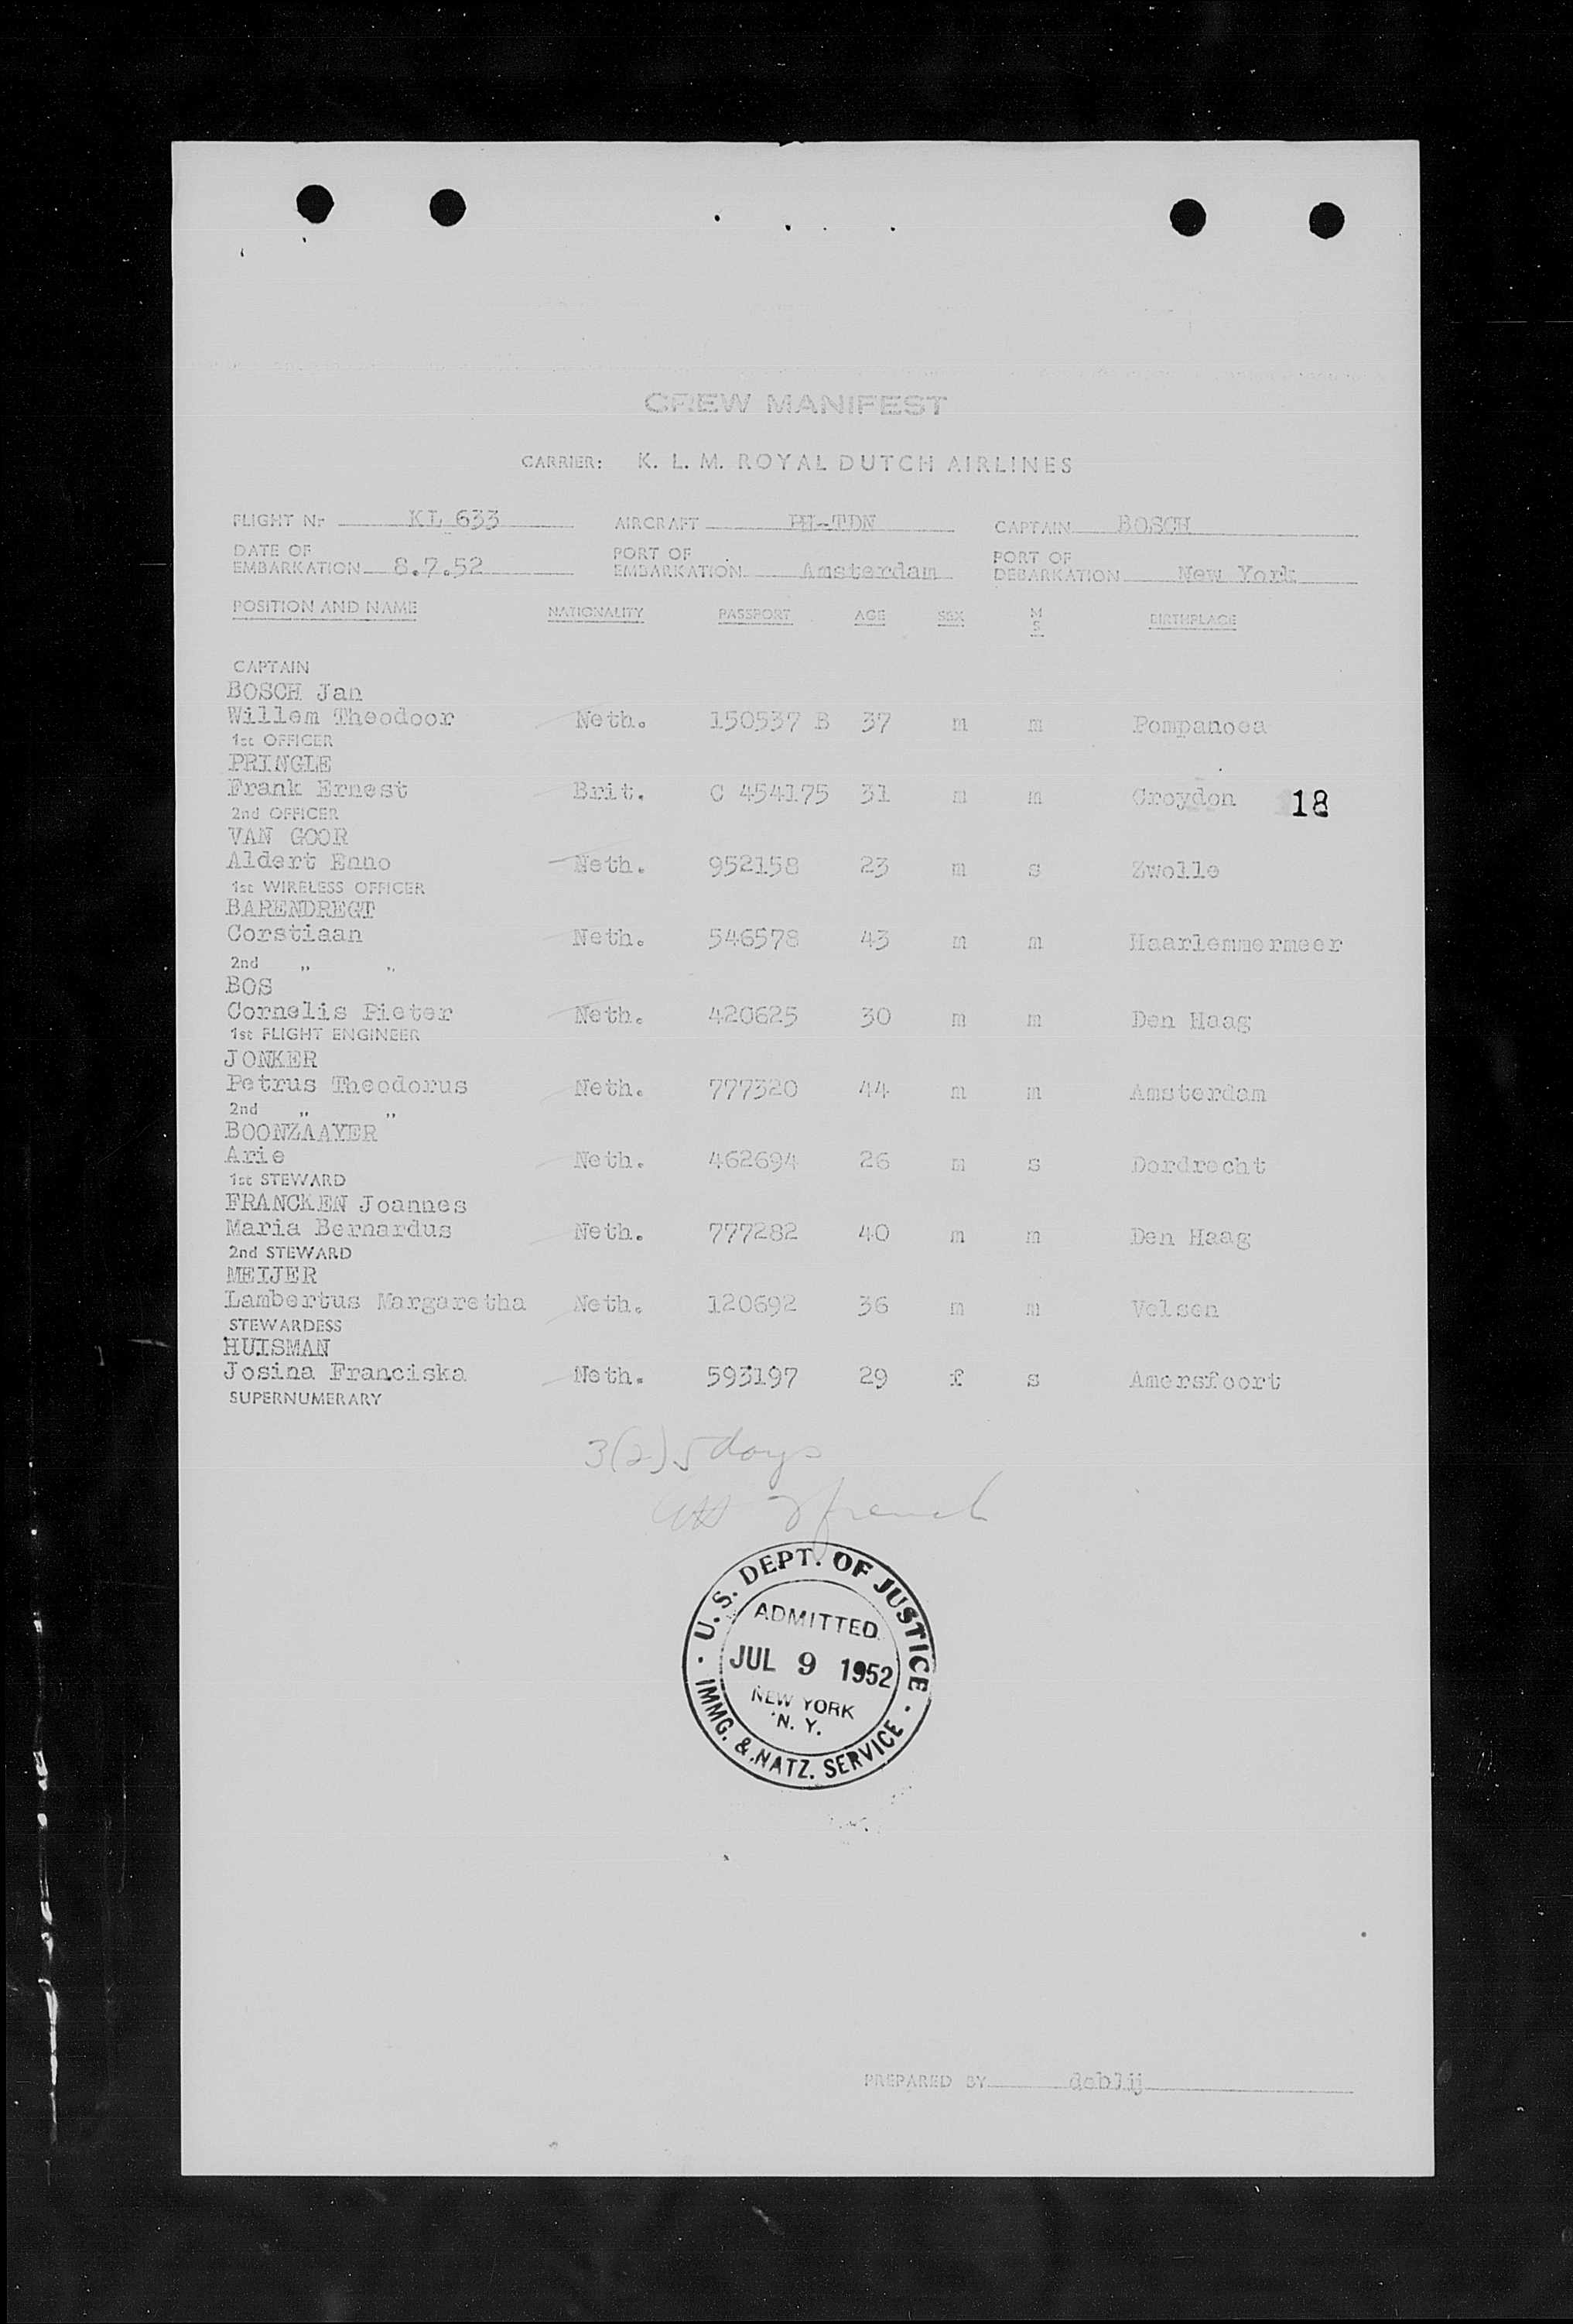 CREW MANIFEST
CARRIER: K. L. M. ROYAL DUTCH AIRLINES
FLIGHT Nr KL 633 AIRCRAFT PH-TDN CAPTAIN BOSCH
DATE OF EMBARKATION 8.7.52 PORT OF EMBARKATION Amsterdam PORT OF DEBARKATION New York
POSITION AND NAME NATIONALITY PASSPORT AGE SEX M S BIRTHPLACE
CAPTAIN
BOSCH Jan
Willem Theodoor Neth. 150537 B 37 m m Pompanoea
1st OFFICER
PRINGLE
Frank Ernest Brit. C 454175 31 m m Croydon 18
2nd OFFICER
VAN GOOR
Aldert Enno Neth. 952158 23 m s Zwolle
1st WIRELESS OFFICER
BARENDREGT
Corstiaan Neth. 546578 43 m m Haarlemmermeer
2nd " "
BOS
Cornelis Pieter Neth. 420625 30 m m Den Haag
1st FLIGHT ENGINEER
JONKER
Petrus Theodorus Neth. 777320 44 m m Amsterdam
2nd " "
BOONZAAYER
Arie Neth. 462694 26 m s Dordrecht
1st STEWARD
FRANCKEN Joannes
Maria Bernardus Neth. 777282 40 m m Den Haag
2nd STEWARD
MEIJER
Lambertus Margaretha Neth. 120692 36 m m Velsen
STEWARDESS
HUISMAN
Josina Franciska Neth. 593197 29 f s Amersfoort
SUPERNUMERARY
3(2) 5 days
U.S. DEPT. OF JUSTICE
ADMITTED
JUL 9 1952
NEW YORK
N. Y.
IMMG. & NATZ. SERVICE
PREPARED BY deblij